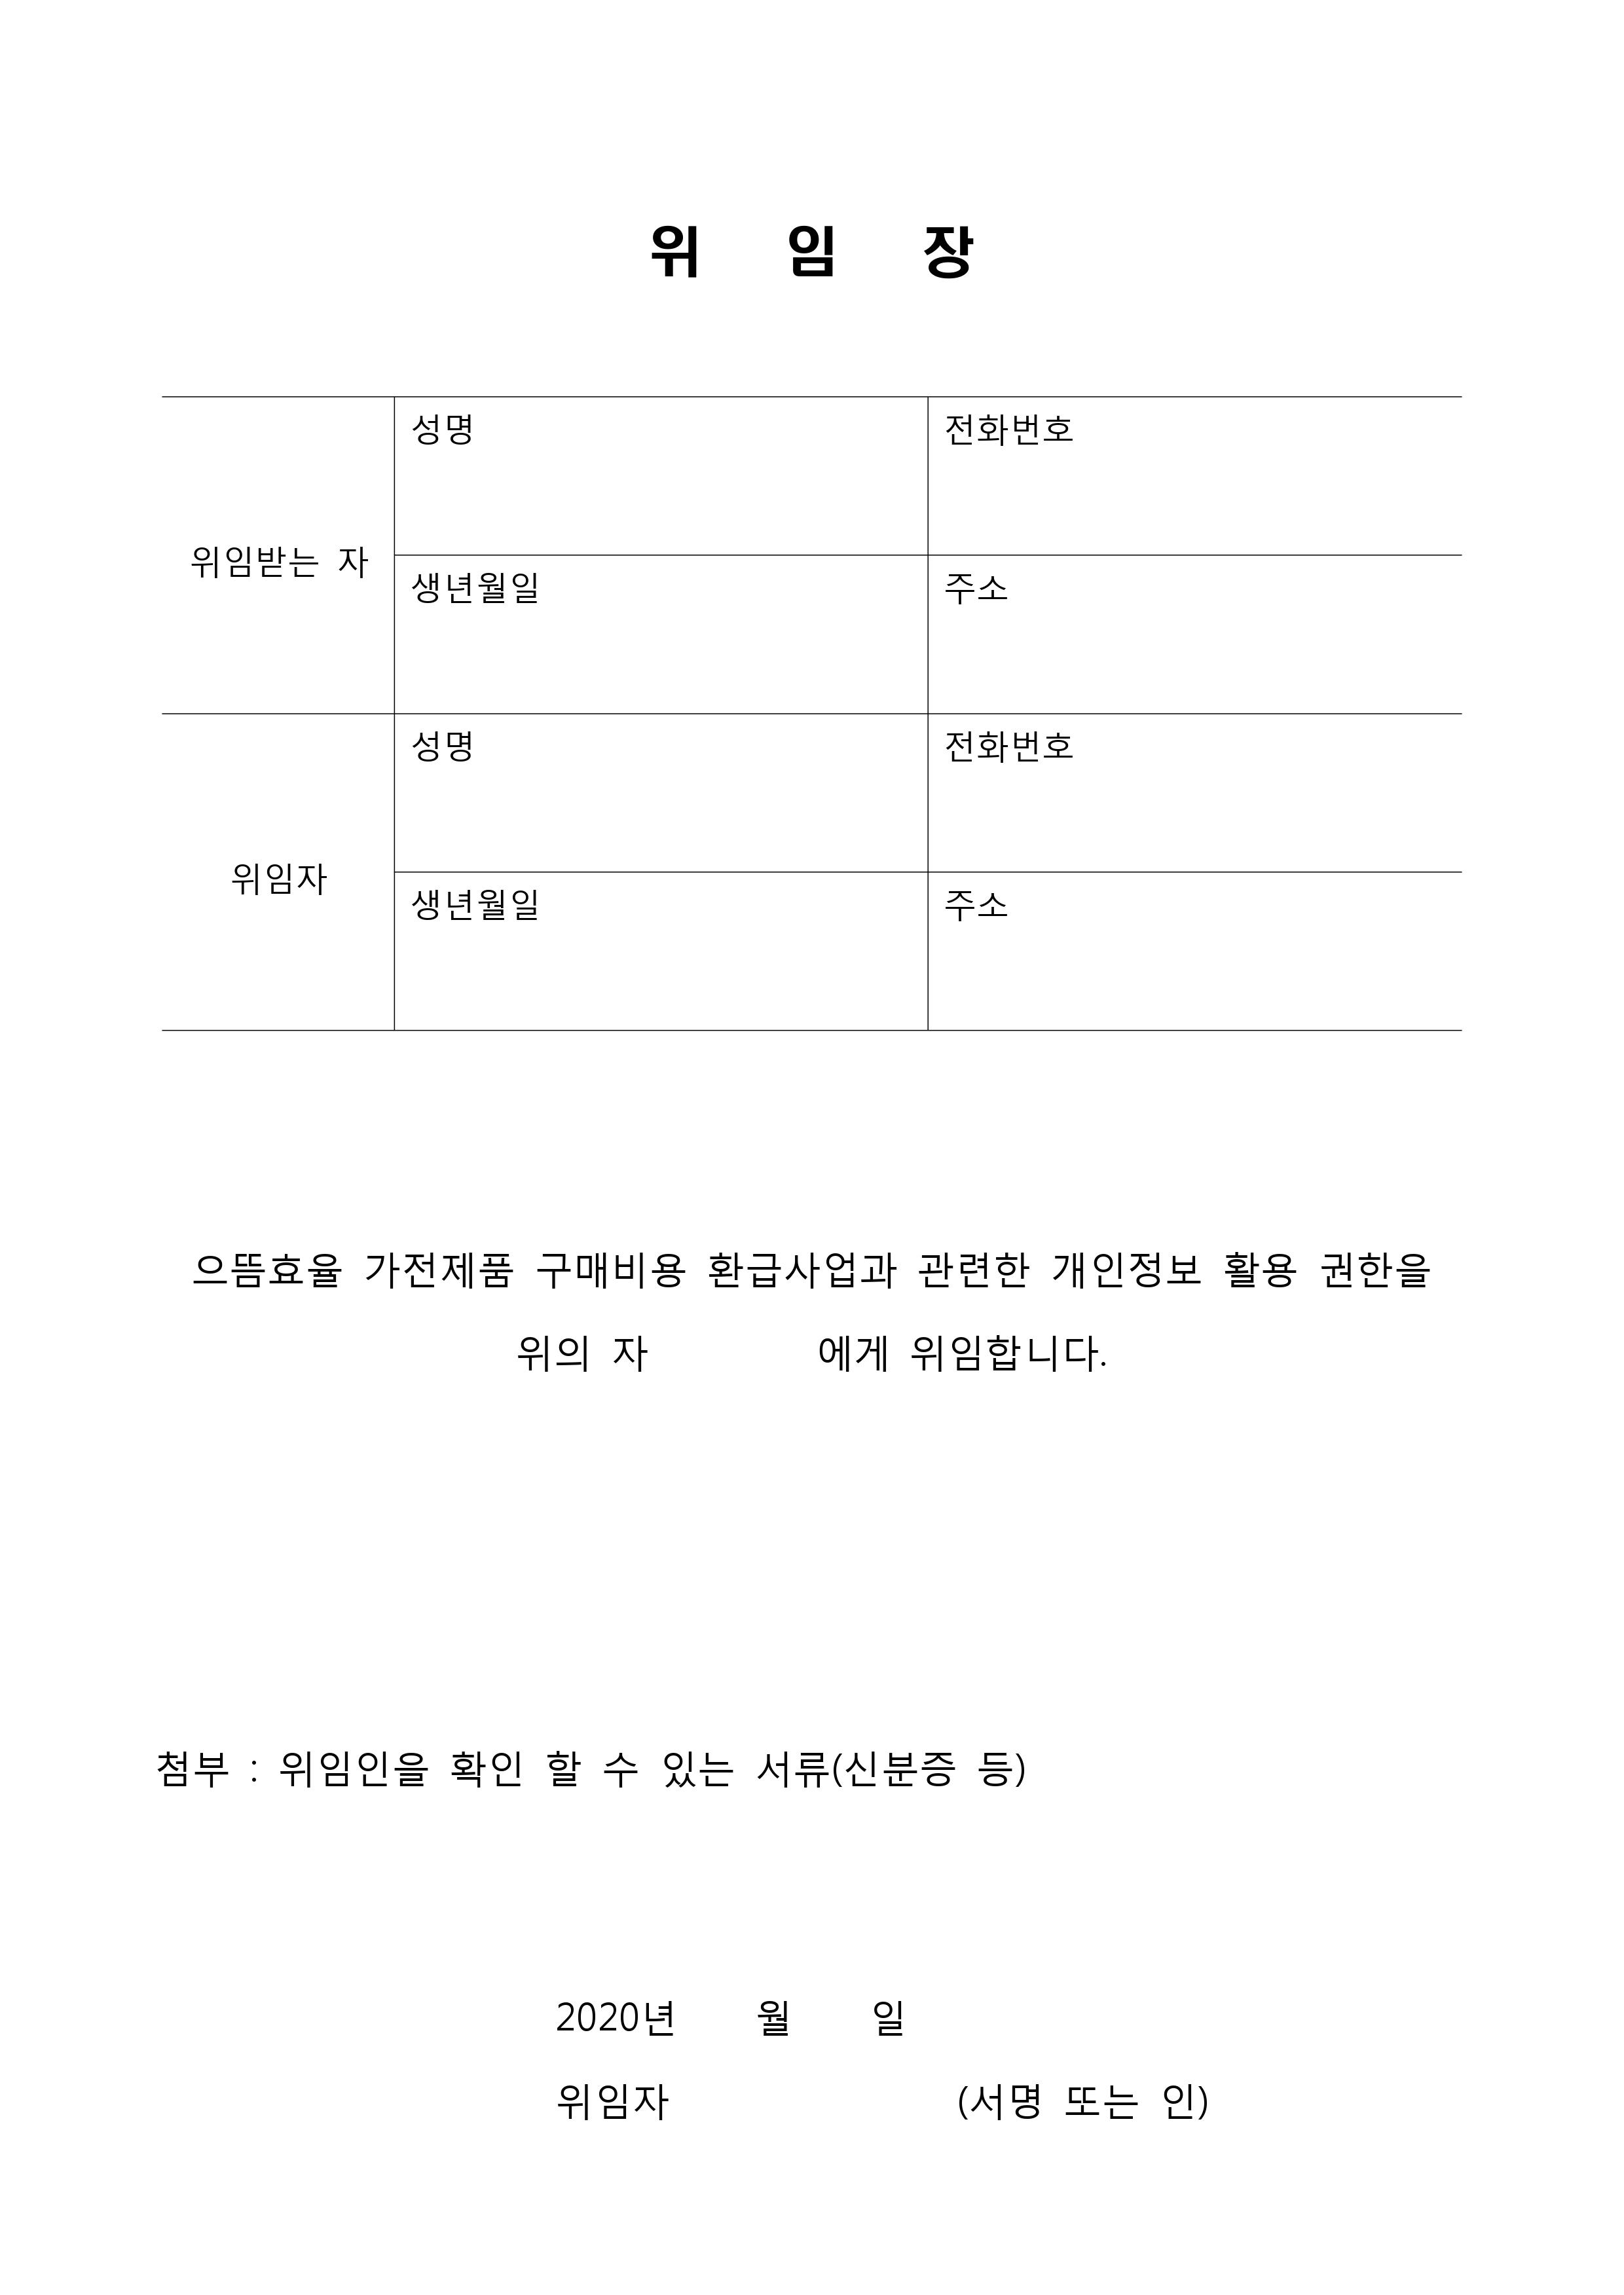 위 임 장
성명 전화번호
위임받는 자
생년월일 주소
성명 전화번호
위임자
생년월일 주소
으뜸효율 가전제품 구매비용 환급사업과 관련한 개인정보 활용 권한을
위의 자 에게 위임합니다.
첨부 : 위임인을 확인 할 수 있는 서류(신분증 등)
2020년 월 일
위임자 (서명 또는 인)